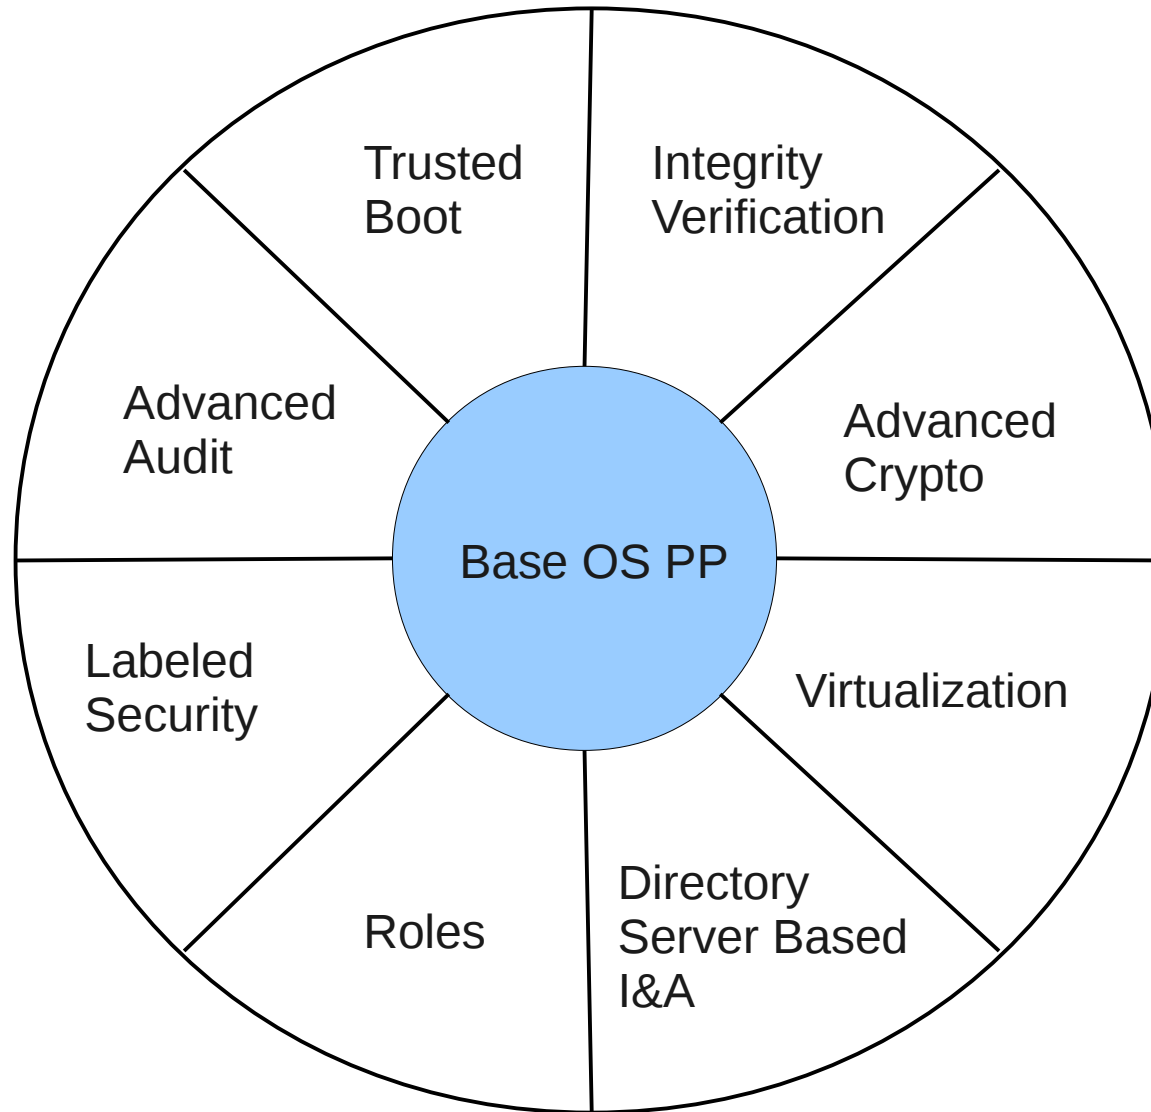 Trusted
Boot
Integrity
Verification
Advanced
Audit
Advanced
Crypto
Base OS PP
Labeled
Security
Virtualization
Roles
Directory
Server Based
I&A